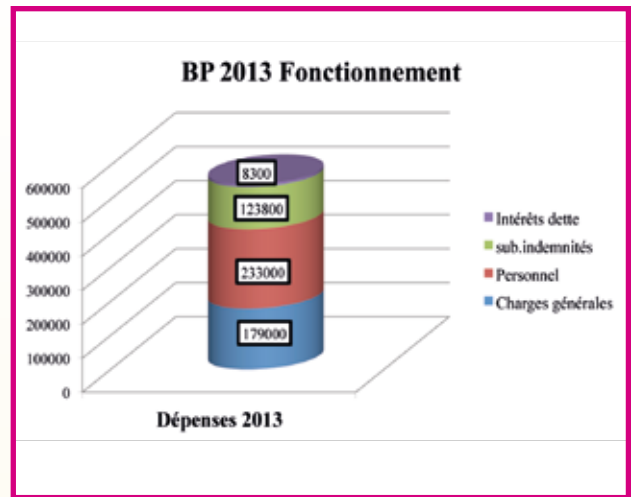 BP 2013 Fonctionnement
600000
500000
400000
300000
200000
100000
0
8300
123800
233000
179000
Intérêts dette
sub.indemnités
Personnel
Charges générales
Dépenses 2013